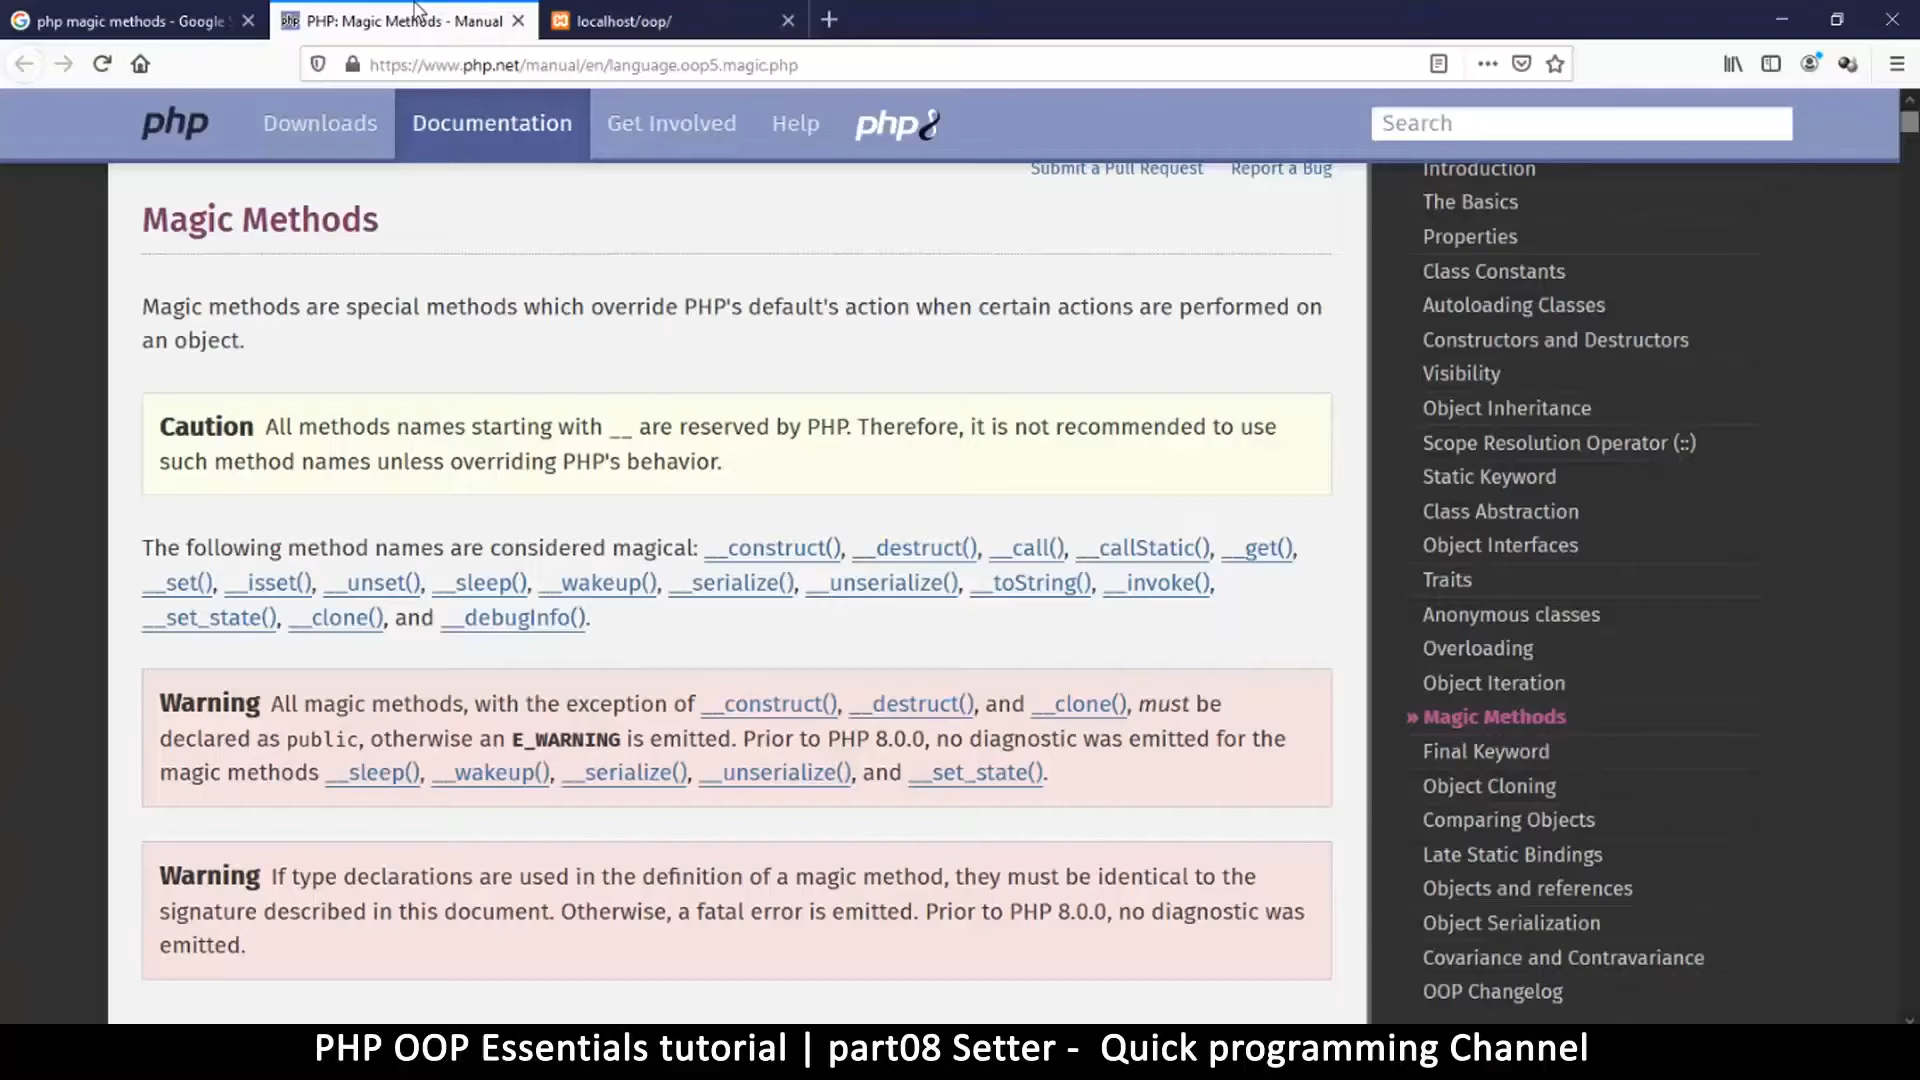 php magic methods - Google S
PHP: Magic Methods - Manual
localhost/oop/
https://www.php.net/manual/en/language.oop5.magic.php
php
Downloads
Documentation
Get Involved
Help
php8
Search
Submit a Pull Request
Report a Bug
Magic Methods
Magic methods are special methods which override PHP's default's action when certain actions are performed on
an object.
Caution All methods names starting with __ are reserved by PHP. Therefore, it is not recommended to use
such method names unless overriding PHP's behavior.
The following method names are considered magical: __construct(), __destruct(), __call(), __callStatic(), __get(),
__set(), __isset(), __unset(), __sleep(), __wakeup(), __serialize(), __unserialize(), __toString(), __invoke(),
__set_state(), __clone(), and __debugInfo().
Warning All magic methods, with the exception of __construct(), __destruct(), and __clone(), must be
declared as public, otherwise an E_WARNING is emitted. Prior to PHP 8.0.0, no diagnostic was emitted for the
magic methods __sleep(), __wakeup(), __serialize(), __unserialize(), and __set_state().
Warning If type declarations are used in the definition of a magic method, they must be identical to the
signature described in this document. Otherwise, a fatal error is emitted. Prior to PHP 8.0.0, no diagnostic was
emitted.
Introduction
The Basics
Properties
Class Constants
Autoloading Classes
Constructors and Destructors
Visibility
Object Inheritance
Scope Resolution Operator (::)
Static Keyword
Class Abstraction
Object Interfaces
Traits
Anonymous classes
Overloading
Object Iteration
» Magic Methods
Final Keyword
Object Cloning
Comparing Objects
Late Static Bindings
Objects and references
Object Serialization
Covariance and Contravariance
OOP Changelog
PHP OOP Essentials tutorial | part08 Setter - Quick programming Channel